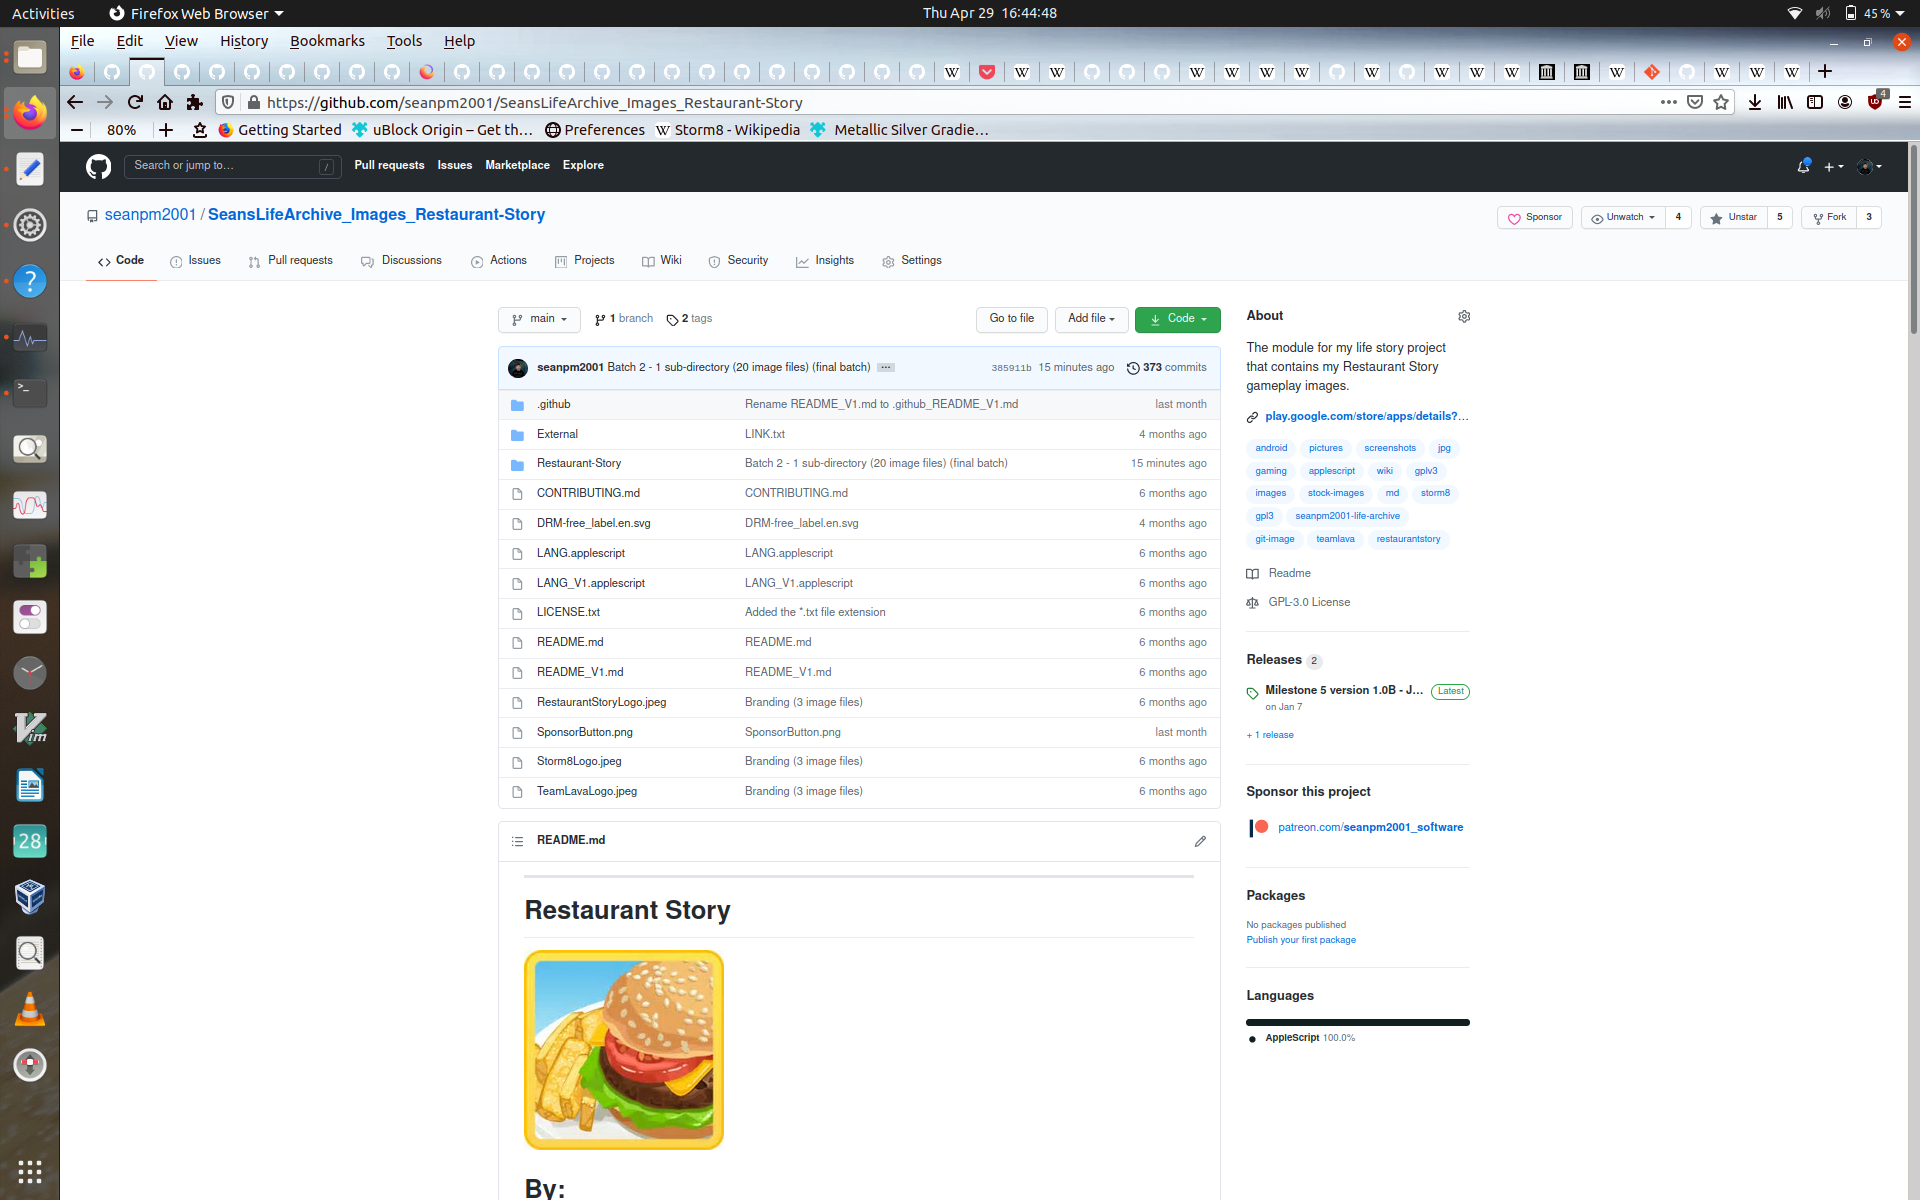 Activities Firefox Web Browser Thu Apr 29 16:44:48 45 %
File Edit View History Bookmarks Tools Help
https://github.com/seanpm2001/SeansLifeArchive_Images_Restaurant-Story 4
80% Getting Started uBlock Origin – Get th… Preferences Storm8 - Wikipedia Metallic Silver Gradie…
Search or jump to… / Pull requests Issues Marketplace Explore
seanpm2001 / SeansLifeArchive_Images_Restaurant-Story Sponsor Unwatch 4 Unstar 5 Fork 3
Code Issues Pull requests Discussions Actions Projects Wiki Security Insights Settings
main 1 branch 2 tags Go to file Add file Code
seanpm2001 Batch 2 - 1 sub-directory (20 image files) (final batch) ... 385911b 15 minutes ago 373 commits
.github Rename README_V1.md to .github_README_V1.md last month
External LINK.txt 4 months ago
Restaurant-Story Batch 2 - 1 sub-directory (20 image files) (final batch) 15 minutes ago
CONTRIBUTING.md CONTRIBUTING.md 6 months ago
DRM-free_label.en.svg DRM-free_label.en.svg 4 months ago
LANG.applescript LANG.applescript 6 months ago
LANG_V1.applescript LANG_V1.applescript 6 months ago
LICENSE.txt Added the *.txt file extension 6 months ago
README.md README.md 6 months ago
README_V1.md README_V1.md 6 months ago
RestaurantStoryLogo.jpeg Branding (3 image files) 6 months ago
SponsorButton.png SponsorButton.png last month
Storm8Logo.jpeg Branding (3 image files) 6 months ago
TeamLavaLogo.jpeg Branding (3 image files) 6 months ago
README.md
Restaurant Story
By:
About
The module for my life story project
that contains my Restaurant Story
gameplay images.
play.google.com/store/apps/details?…
android pictures screenshots jpg
gaming applescript wiki gplv3
images stock-images md storm8
gpl3 seanpm2001-life-archive
git-image teamlava restaurantstory
Readme
GPL-3.0 License
Releases 2
Milestone 5 version 1.0B - J… Latest
on Jan 7
+ 1 release
Sponsor this project
patreon.com/seanpm2001_software
Packages
No packages published
Publish your first package
Languages
AppleScript 100.0%
28